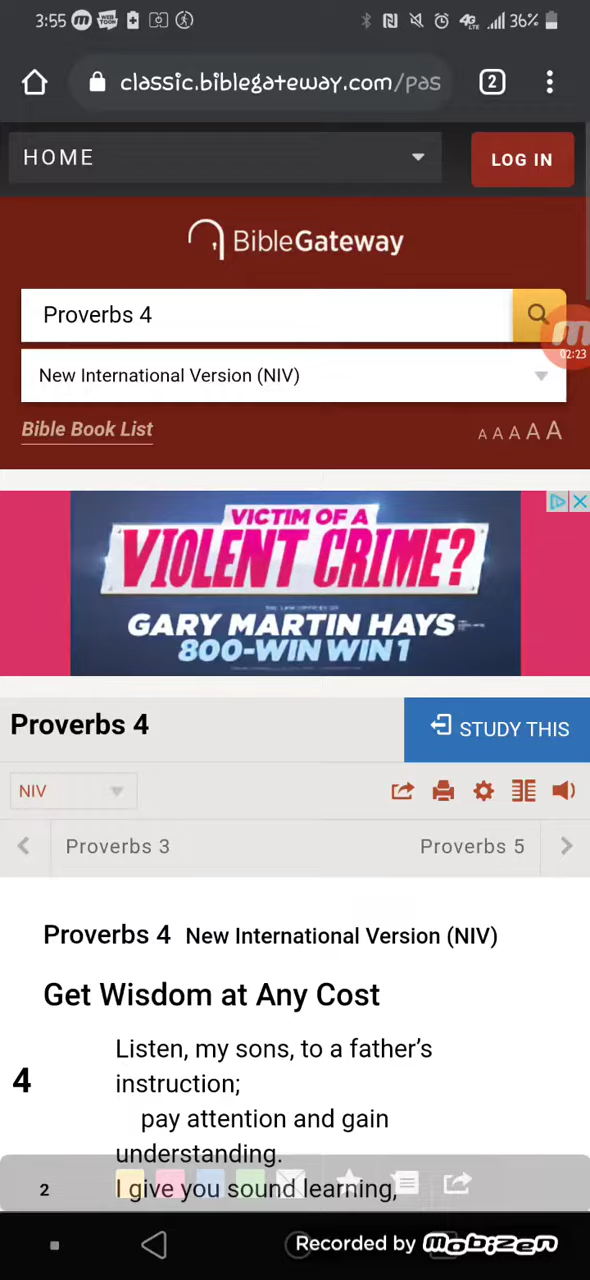 3:55 36%
classic.biblegateway.com/pas 2
HOME LOG IN
BibleGateway
Proverbs 4
02:23
New International Version (NIV)
Bible Book List A A A A A
VICTIM OF A
VIOLENT CRIME?
GARY MARTIN HAYS
800-WIN WIN 1
Proverbs 4 STUDY THIS
NIV
Proverbs 3 Proverbs 5
Proverbs 4 New International Version (NIV)
Get Wisdom at Any Cost
4 Listen, my sons, to a father’s
instruction;
pay attention and gain
understanding.
2 I give you sound learning,
Recorded by mobizen